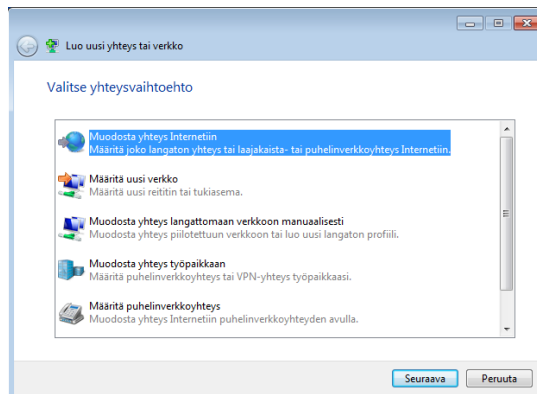 Luo uusi yhteys tai verkko
Valitse yhteysvaihtoehto
Muodosta yhteys Internetiin
Määritä joko langaton yhteys tai laajakaista- tai puhelinverkkoyhteys Internetiin.
Määritä uusi verkko
Määritä uusi reititin tai tukiasema.
Muodosta yhteys langattomaan verkkoon manuaalisesti
Muodosta yhteys piilotettuun verkkoon tai luo uusi langaton profiili.
Muodosta yhteys työpaikkaan
Määritä puhelinverkkoyhteys tai VPN-yhteys työpaikkaasi.
Määritä puhelinverkkoyhteys
Muodosta yhteys Internetiin puhelinverkkoyhteyden avulla.
Seuraava Peruuta